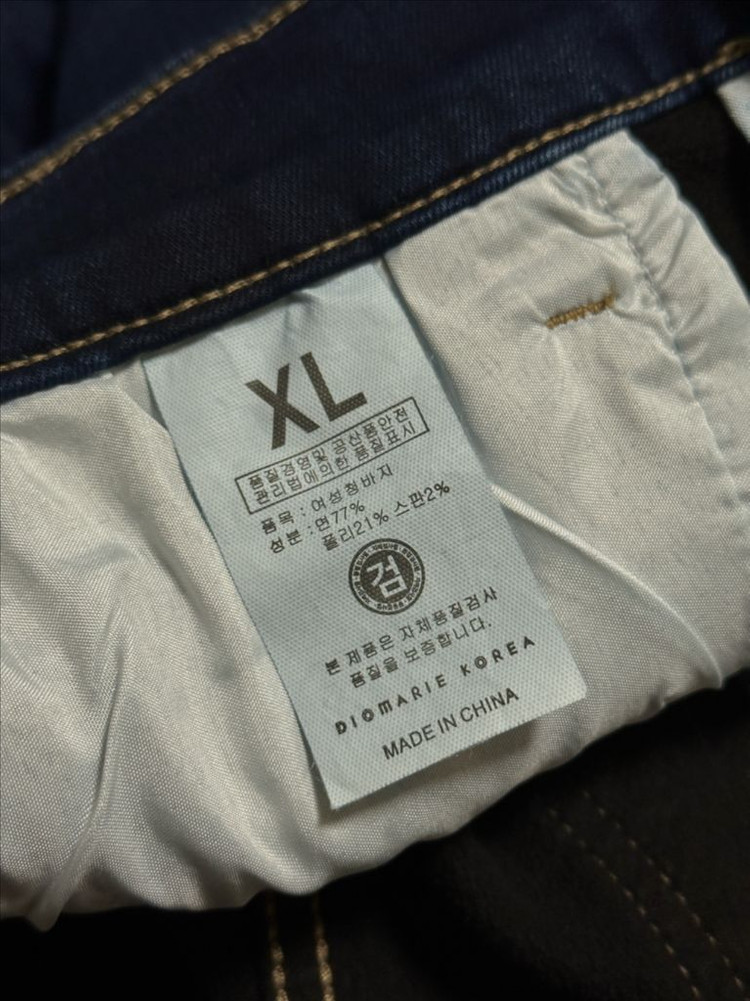 XL
품질경영및 공산품안전
관리법에의한 품질표시
품목 : 여성청바지
성분 : 면77%
폴리21% 스판2%
검
본 제품은 자체품질검사
품질을 보증합니다.
DIOMARIE KOREA
MADE IN CHINA